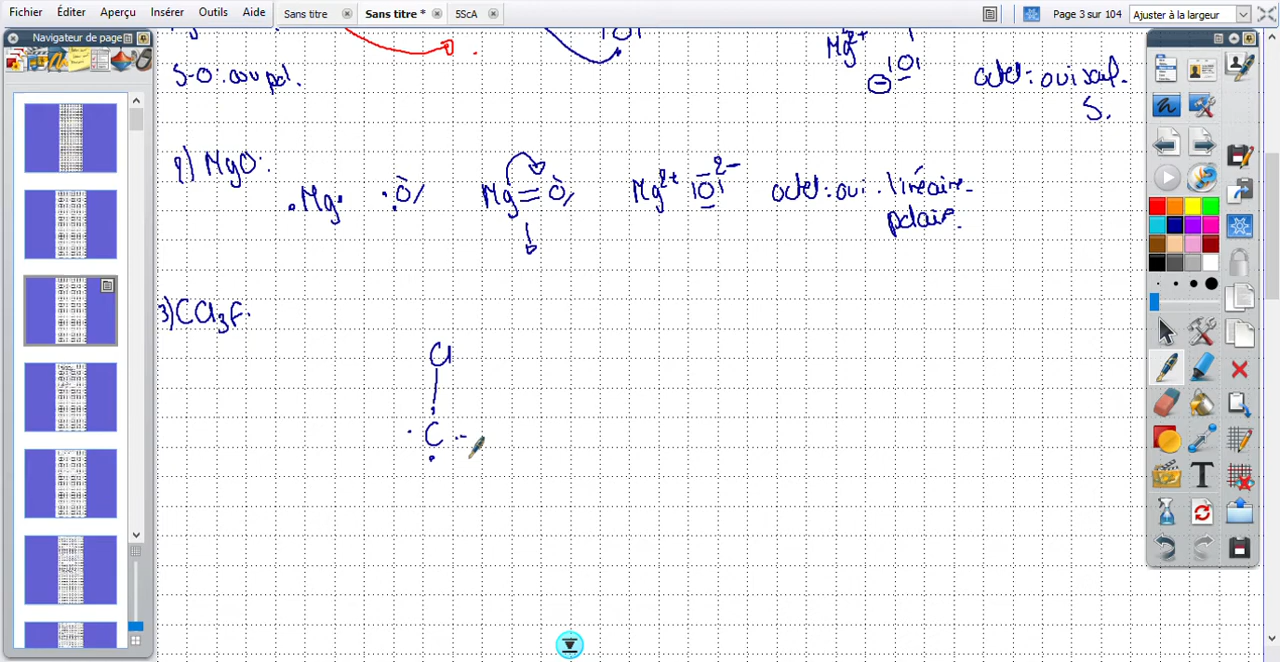 Fichier Éditer Aperçu Insérer Outils Aide Sans titre Sans titre * 5ScA Page 3 sur 104 Ajuster à la largeur
Navigateur de page
S-O : cov pol.
Mg2+
|O|
octet : oui sauf
S.
2) MgO:
Mg O Mg = O Mg2+ |O|2- octet : oui . linéaire -
polaire.
3) CCl3F.
Cl
C